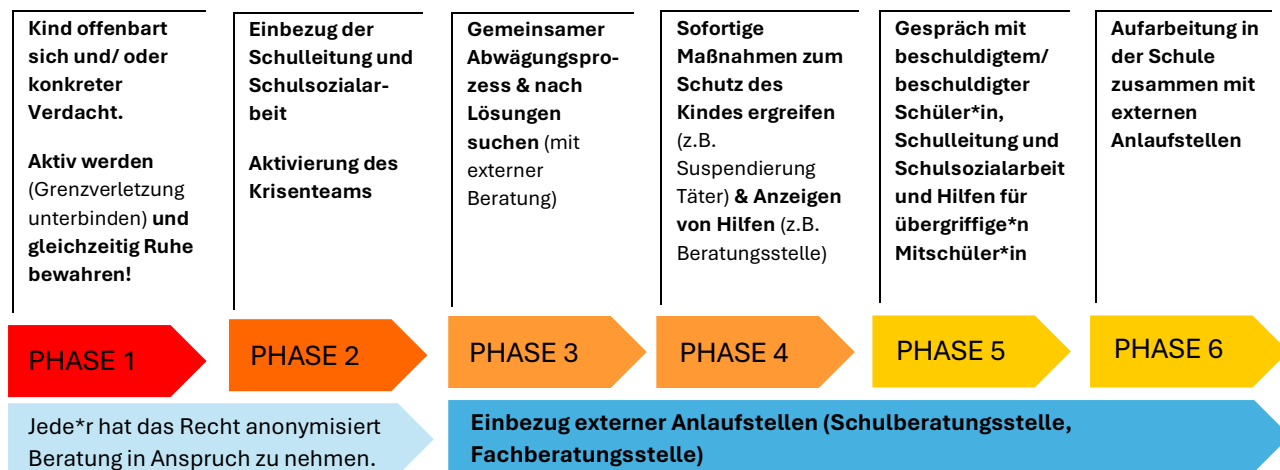 Kind offenbart
sich und/ oder
konkreter
Verdacht.
Aktiv werden
(Grenzverletzung
unterbinden) und
gleichzeitig Ruhe
bewahren!
Einbezug der
Schulleitung und
Schulsozialar-
beit
Aktivierung des
Krisenteams
Gemeinsamer
Abwägungspro-
zess & nach
Lösungen
suchen (mit
externer
Beratung)
Sofortige
Maßnahmen zum
Schutz des
Kindes ergreifen
(z.B.
Suspendierung
Täter) & Anzeigen
von Hilfen (z.B.
Beratungsstelle)
Gespräch mit
beschuldigtem/
beschuldigter
Schüler*in,
Schulleitung und
Schulsozialarbeit
und Hilfen für
übergriffige*n
Mitschüler*in
Aufarbeitung in
der Schule
zusammen mit
externen
Anlaufstellen
PHASE 1
PHASE 2
PHASE 3
PHASE 4
PHASE 5
PHASE 6
Jede*r hat das Recht anonymisiert
Beratung in Anspruch zu nehmen.
Einbezug externer Anlaufstellen (Schulberatungsstelle,
Fachberatungsstelle)